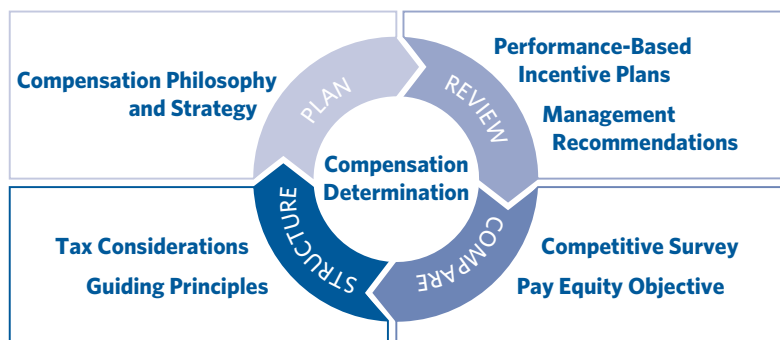 Compensation Philosophy
and Strategy
PLAN
REVIEW
Performance-Based
Incentive Plans
Management
Recommendations
Compensation
Determination
Tax Considerations
Guiding Principles
STRUCTURE
COMPARE
Competitive Survey
Pay Equity Objective